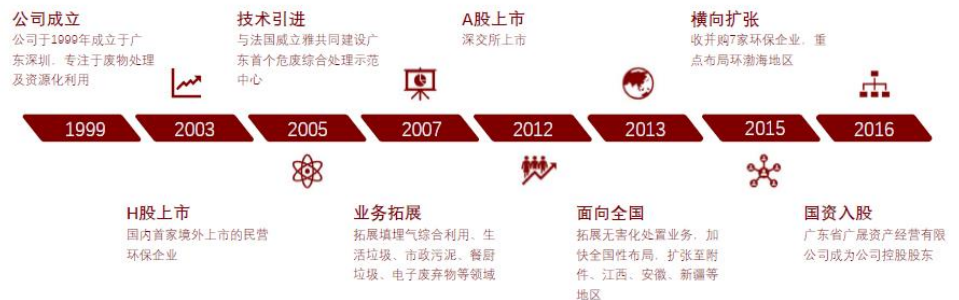 公司成立
公司于1999年成立于广
东深圳，专注于废物处理
及资源化利用
技术引进
与法国威立雅共同建设广
东首个危废综合处理示范
中心
A股上市
深交所上市
横向扩张
收并购7家环保企业，重
点布局环渤海地区
1999
2003
2005
2007
2012
2013
2015
2016
H股上市
国内首家境外上市的民营
环保企业
业务拓展
拓展填埋气综合利用、生
活垃圾、市政污泥、餐厨
垃圾、电子废弃物等领域
面向全国
拓展无害化处置业务，加
快全国性布局，扩张至附
件、江西、安徽、新疆等
地区
国资入股
广东省广晟资产经营有限
公司成为公司控股股东